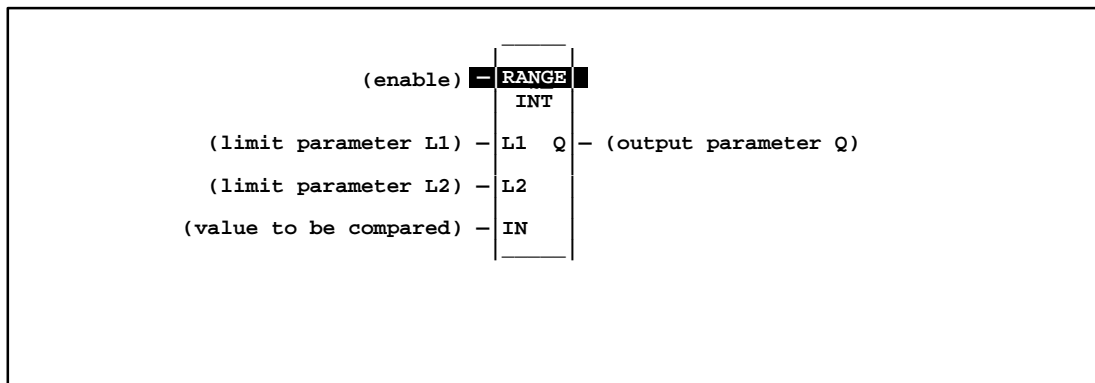 (enable) – RANGE
INT
(limit parameter L1) – L1 Q – (output parameter Q)
(limit parameter L2) – L2
(value to be compared) – IN